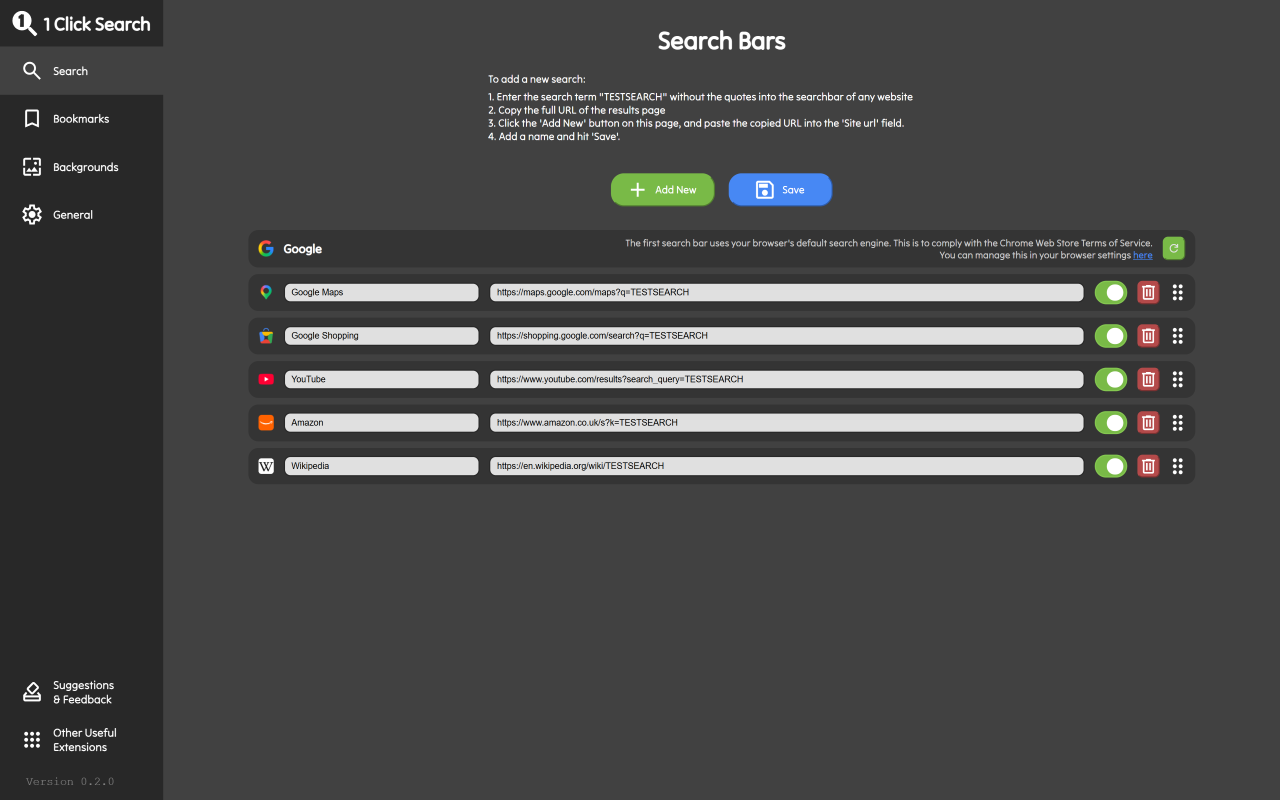 1 Click Search
Search
Bookmarks
Backgrounds
General
Suggestions
& Feedback
Other Useful
Extensions
Version 0.2.0
Search Bars
To add a new search:
1. Enter the search term "TESTSEARCH" without the quotes into the searchbar of any website
2. Copy the full URL of the results page
3. Click the 'Add New' button on this page, and paste the copied URL into the 'Site url' field.
4. Add a name and hit 'Save'.
Add New
Save
Google
The first search bar uses your browser's default search engine. This is to comply with the Chrome Web Store Terms of Service.
You can manage this in your browser settings here
Google Maps https://maps.google.com/maps?q=TESTSEARCH
Google Shopping https://shopping.google.com/search?q=TESTSEARCH
YouTube https://www.youtube.com/results?search_query=TESTSEARCH
Amazon https://www.amazon.co.uk/s?k=TESTSEARCH
W Wikipedia https://en.wikipedia.org/wiki/TESTSEARCH